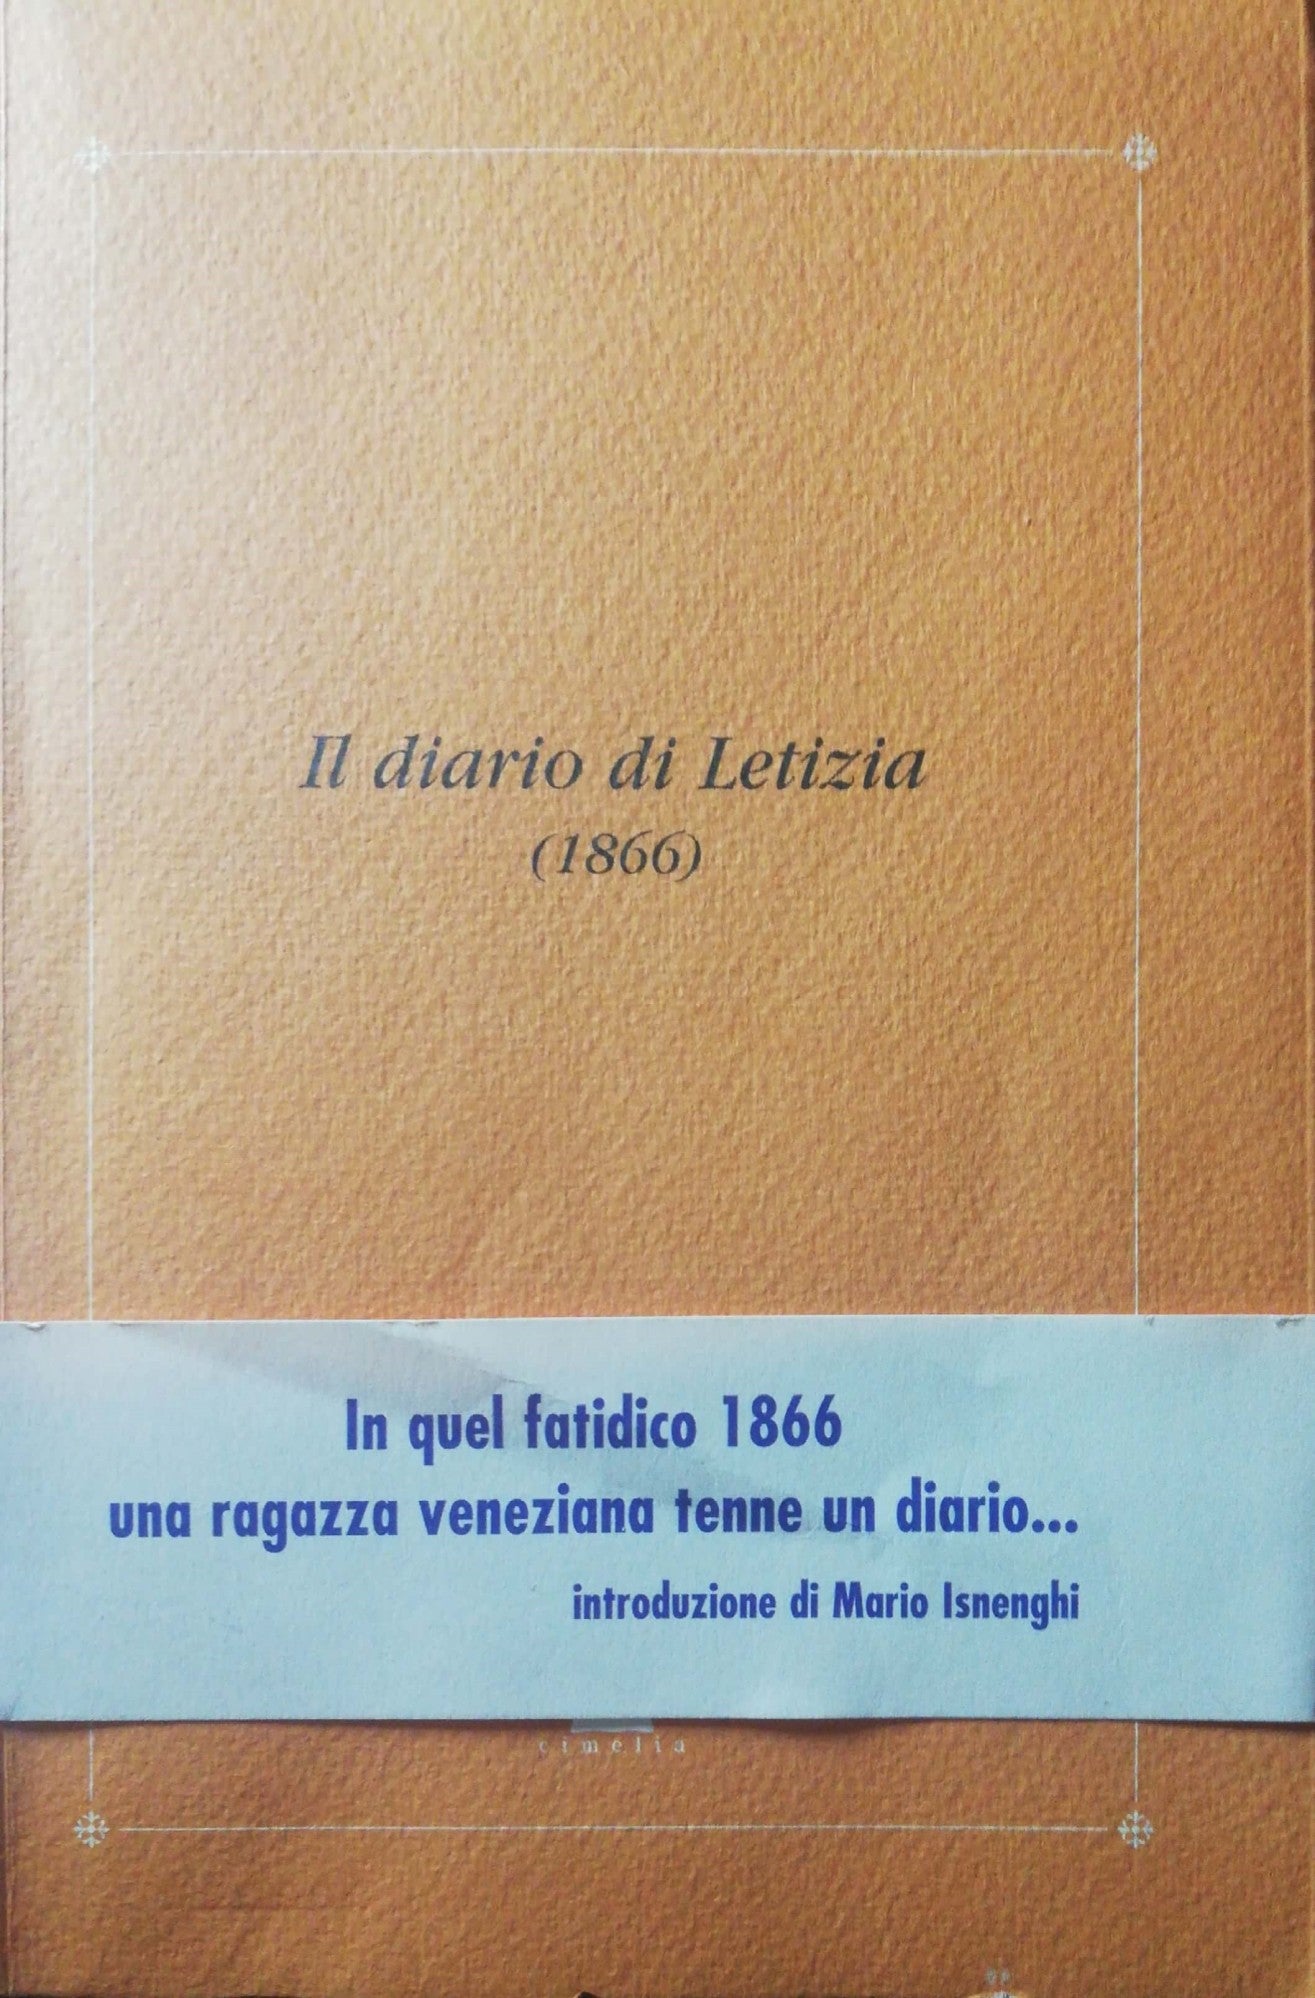 Il diario di Letizia
(1866)
In quel fatidico 1866
una ragazza veneziana tenne un diario...
introduzione di Mario Isnenghi
cimelia